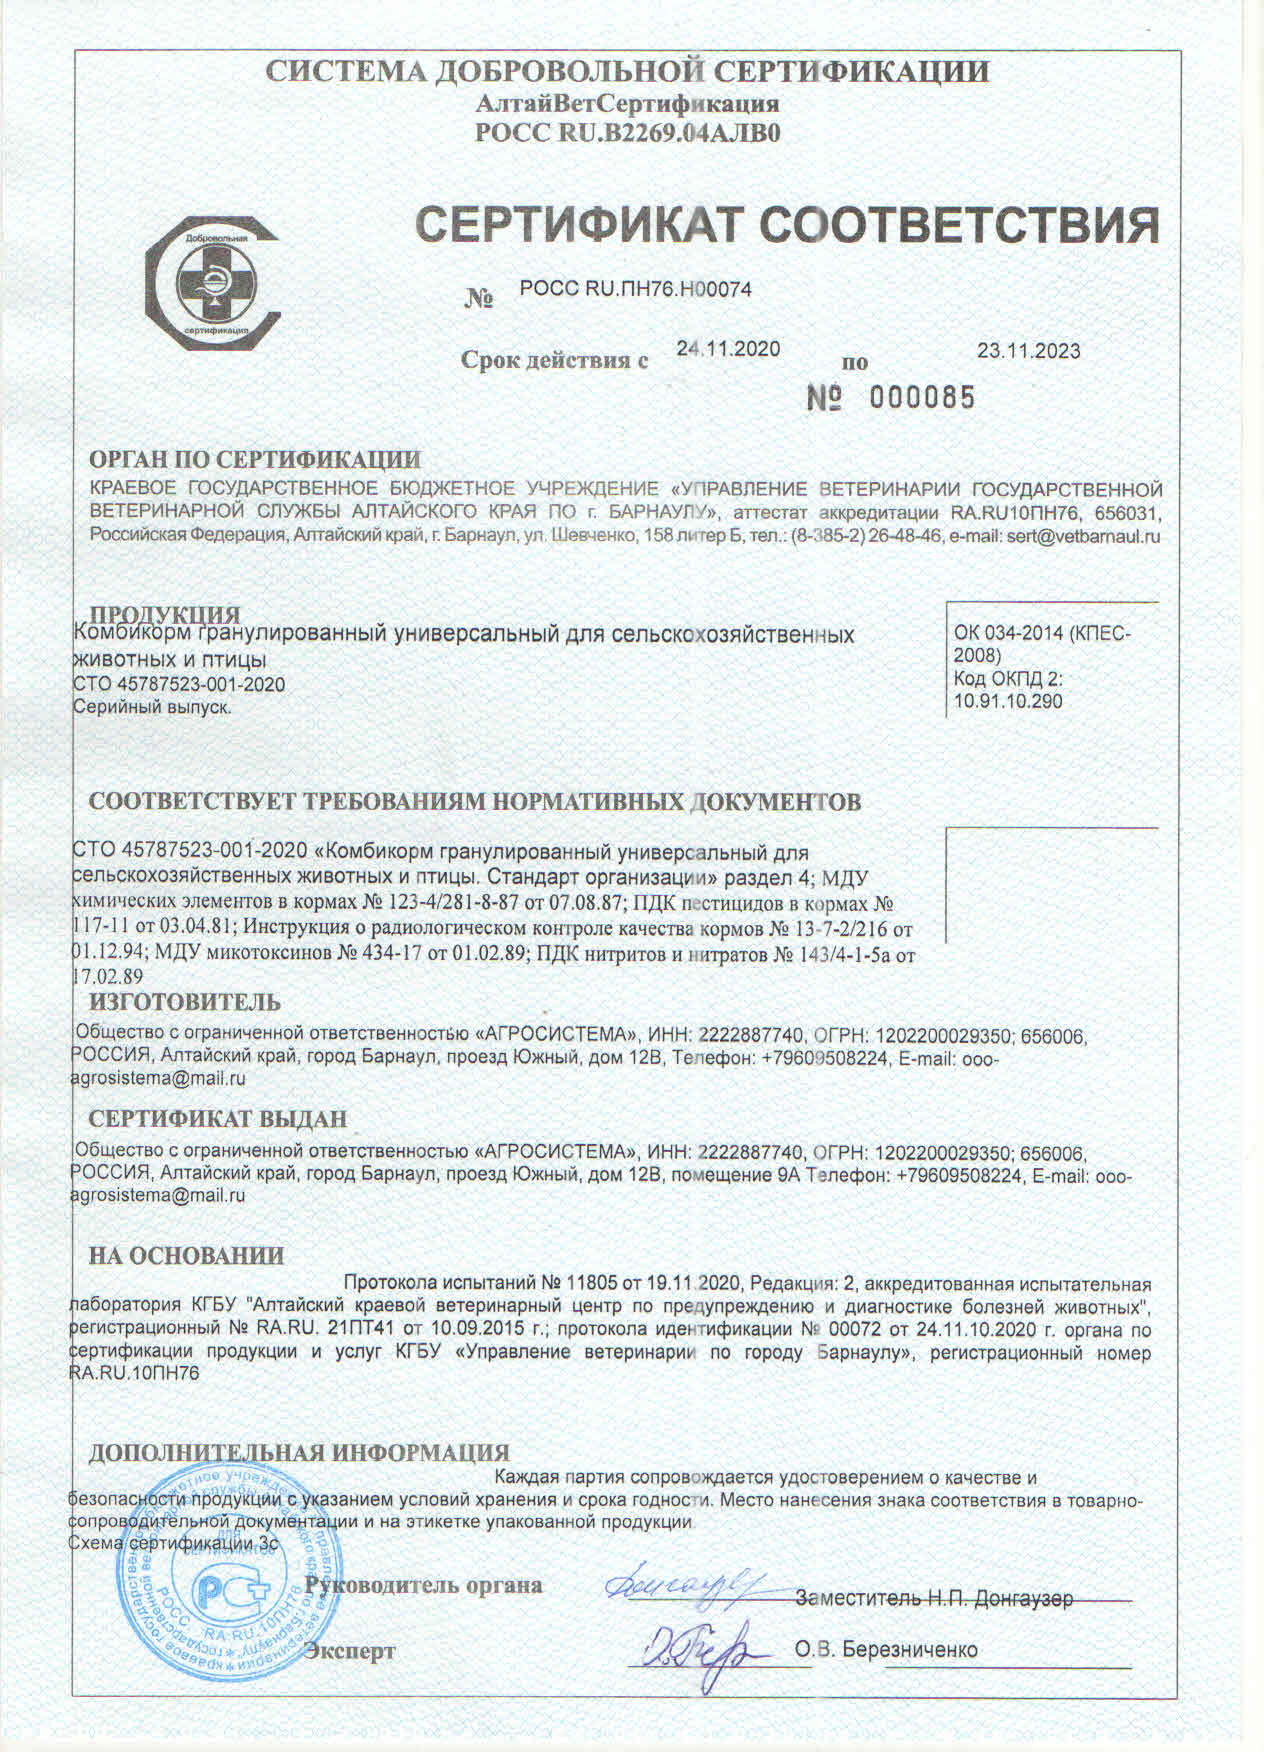 СИСТЕМА ДОБРОВОЛЬНОЙ СЕРТИФИКАЦИИ
АлтайВетСертификация
РОСС RU.В2269.04АЛВ0
СЕРТИФИКАТ СООТВЕТСТВИЯ
Добровольная
сертификация
№ РОСС RU.ПН76.Н00074
Срок действия с 24.11.2020 по 23.11.2023
№ 000085
ОРГАН ПО СЕРТИФИКАЦИИ
КРАЕВОЕ ГОСУДАРСТВЕННОЕ БЮДЖЕТНОЕ УЧРЕЖДЕНИЕ «УПРАВЛЕНИЕ ВЕТЕРИНАРИИ ГОСУДАРСТВЕННОЙ
ВЕТЕРИНАРНОЙ СЛУЖБЫ АЛТАЙСКОГО КРАЯ ПО г. БАРНАУЛУ», аттестат аккредитации RA.RU10ПН76, 656031,
Российская Федерация, Алтайский край, г. Барнаул, ул. Шевченко, 158 литер Б, тел.: (8-385-2) 26-48-46, e-mail: sert@vetbarnaul.ru
ПРОДУКЦИЯ
Комбикорм гранулированный универсальный для сельскохозяйственных
животных и птицы
СТО 45787523-001-2020
Серийный выпуск.
ОК 034-2014 (КПЕС-
2008)
Код ОКПД 2:
10.91.10.290
СООТВЕТСТВУЕТ ТРЕБОВАНИЯМ НОРМАТИВНЫХ ДОКУМЕНТОВ
СТО 45787523-001-2020 «Комбикорм гранулированный универсальный для
сельскохозяйственных животных и птицы. Стандарт организации» раздел 4; МДУ
химических элементов в кормах № 123-4/281-8-87 от 07.08.87; ПДК пестицидов в кормах №
117-11 от 03.04.81; Инструкция о радиологическом контроле качества кормов № 13-7-2/216 от
01.12.94; МДУ микотоксинов № 434-17 от 01.02.89; ПДК нитритов и нитратов № 143/4-1-5а от
17.02.89
ИЗГОТОВИТЕЛЬ
Общество с ограниченной ответственностью «АГРОСИСТЕМА», ИНН: 2222887740, ОГРН: 1202200029350; 656006,
РОССИЯ, Алтайский край, город Барнаул, проезд Южный, дом 12В, Телефон: +79609508224, E-mail: ooo-
agrosistema@mail.ru
СЕРТИФИКАТ ВЫДАН
Общество с ограниченной ответственностью «АГРОСИСТЕМА», ИНН: 2222887740, ОГРН: 1202200029350; 656006,
РОССИЯ, Алтайский край, город Барнаул, проезд Южный, дом 12В, помещение 9А Телефон: +79609508224, E-mail: ooo-
agrosistema@mail.ru
НА ОСНОВАНИИ
Протокола испытаний № 11805 от 19.11.2020, Редакция: 2, аккредитованная испытательная
лаборатория КГБУ "Алтайский краевой ветеринарный центр по предупреждению и диагностике болезней животных",
регистрационный № RA.RU. 21ПТ41 от 10.09.2015 г.; протокола идентификации № 00072 от 24.11.10.2020 г. органа по
сертификации продукции и услуг КГБУ «Управление ветеринарии по городу Барнаулу», регистрационный номер
RA.RU.10ПН76
ДОПОЛНИТЕЛЬНАЯ ИНФОРМАЦИЯ
Каждая партия сопровождается удостоверением о качестве и
безопасности продукции с указанием условий хранения и срока годности. Место нанесения знака соответствия в товарно-
сопроводительной документации и на этикетке упакованной продукции.
Схема сертификации 3с
ДЛЯ
СЕРТИФИКАТОВ
РОСС RA.RU.10ПН76
Руководитель органа Заместитель Н.П. Донгаузер
Эксперт О.В. Березниченко